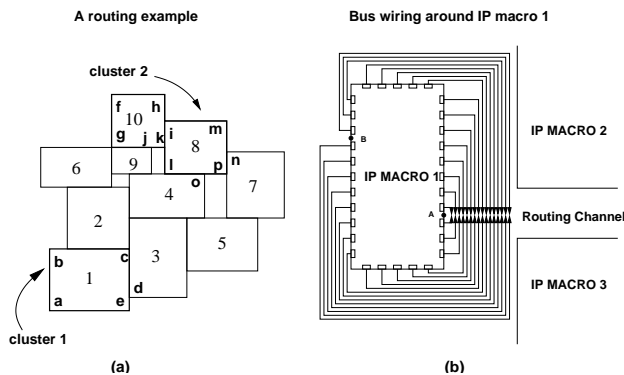 A routing example
cluster 2
f
h
10
g
j
k
i
m
8
l
p
n
9
6
o
4
7
2
b
c
1
3
5
a
e
d
cluster 1
(a)
Bus wiring around IP macro 1
B
IP MACRO 1
A
IP MACRO 2
Routing Channel
IP MACRO 3
(b)